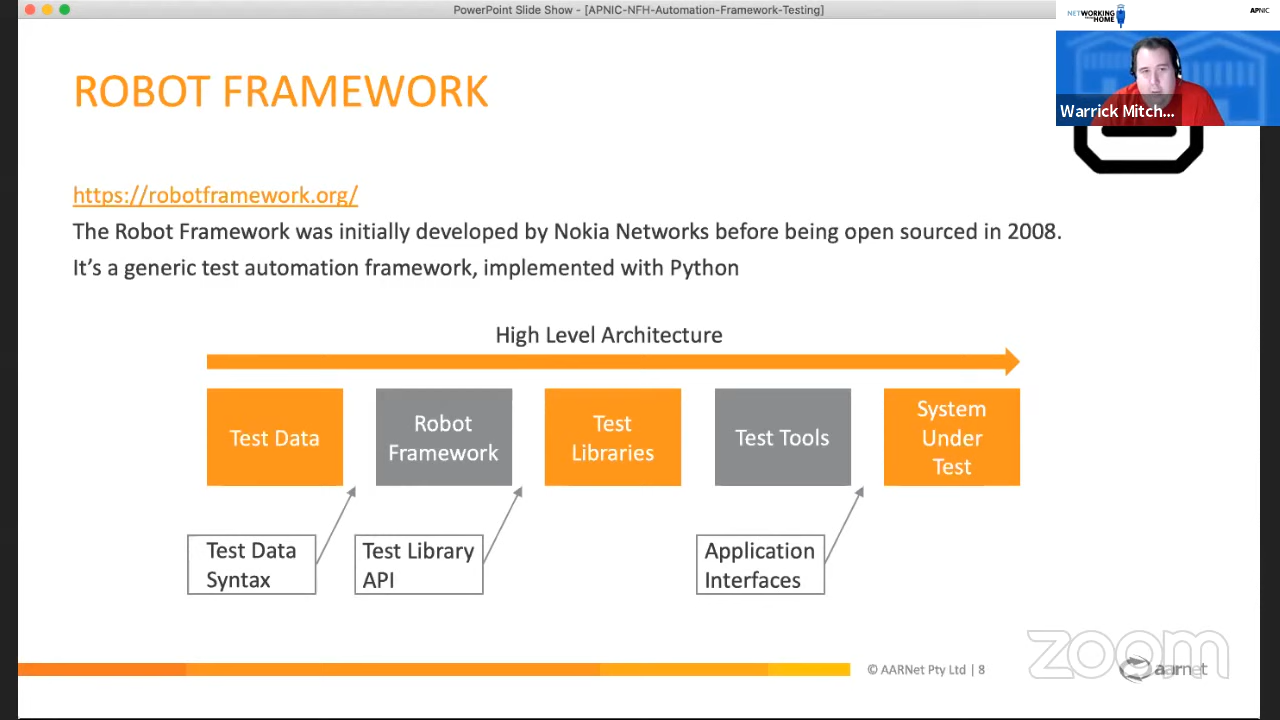 PowerPoint Slide Show - [APNIC-NFH-Automation-Framework-Testing]
NETWORKING
FROM HOME
APNIC
Warrick Mitch...
ROBOT FRAMEWORK
https://robotframework.org/
The Robot Framework was initially developed by Nokia Networks before being open sourced in 2008.
It’s a generic test automation framework, implemented with Python
High Level Architecture
Test Data
Robot
Framework
Test
Libraries
Test Tools
System
Under
Test
Test Data
Syntax
Test Library
API
Application
Interfaces
© AARNet Pty Ltd | 8
zoom
aarnet